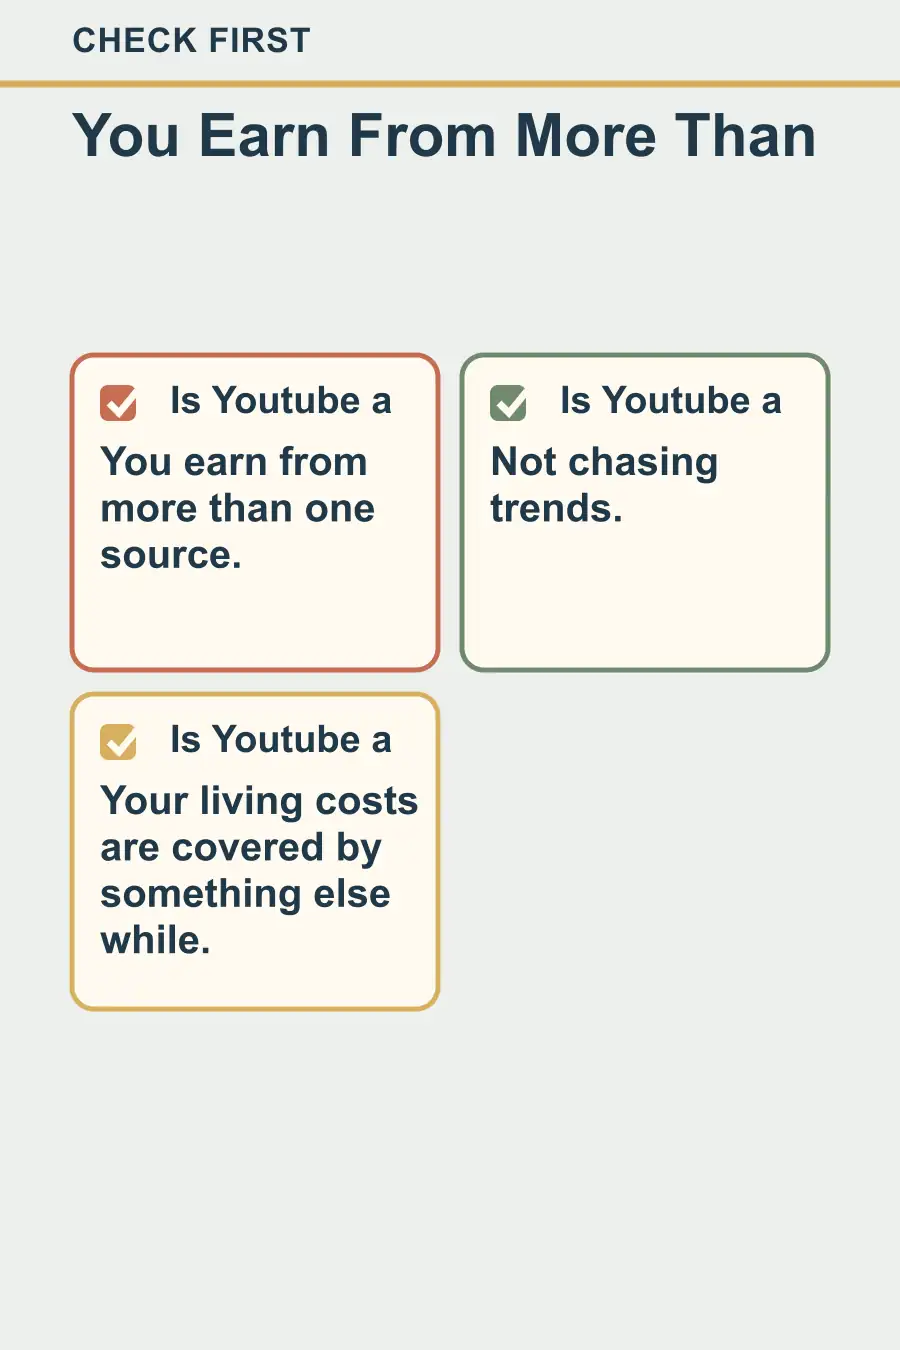 CHECK FIRST
You Earn From More Than
Is Youtube a
You earn from
more than one
source.
Is Youtube a
Not chasing
trends.
Is Youtube a
Your living costs
are covered by
something else
while.